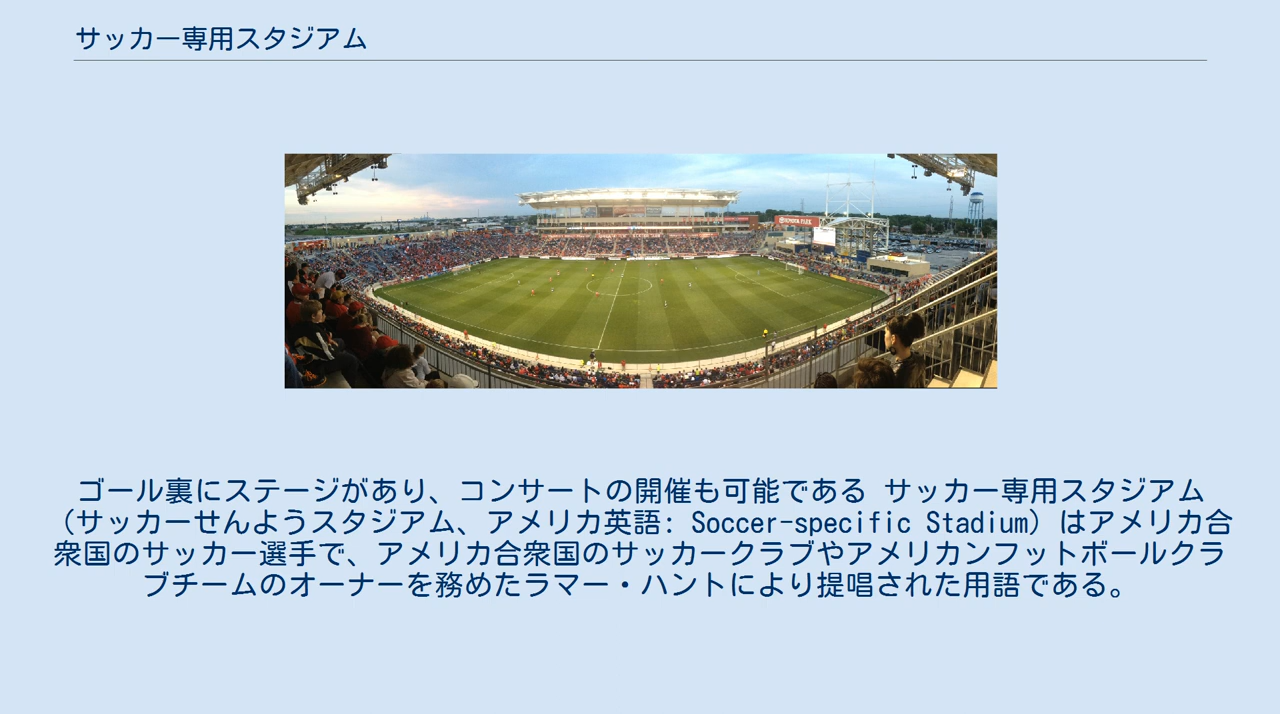 サッカー専用スタジアム
ゴール裏にステージがあり、コンサートの開催も可能である サッカー専用スタジアム
（サッカーせんようスタジアム、アメリカ英語: Soccer-specific Stadium）はアメリカ合
衆国のサッカー選手で、アメリカ合衆国のサッカークラブやアメリカンフットボールクラ
ブチームのオーナーを務めたラマー・ハントにより提唱された用語である。